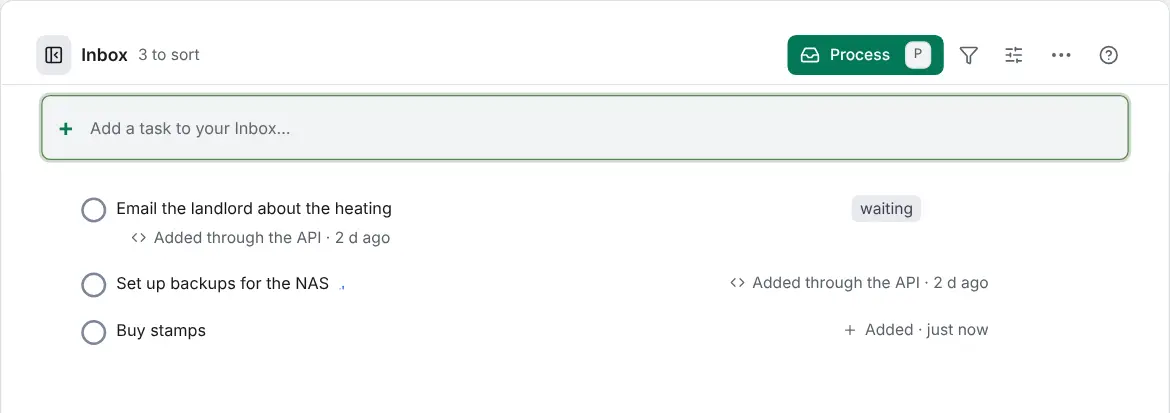 Inbox 3 to sort Process P
Add a task to your Inbox...
Email the landlord about the heating waiting
Added through the API · 2 d ago
Set up backups for the NAS Added through the API · 2 d ago
Buy stamps Added · just now